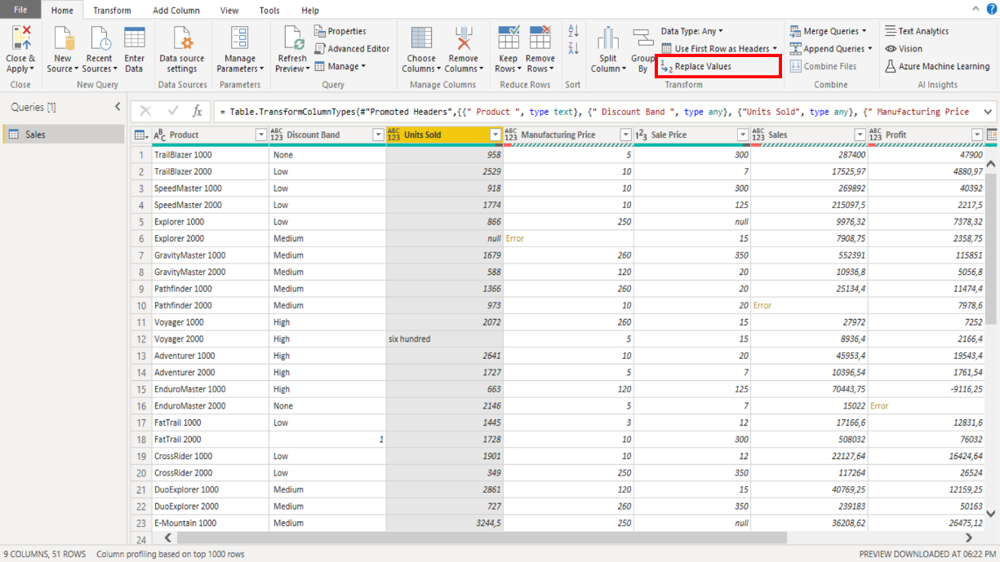 File Home Transform Add Column View Tools Help
Close & Apply New Source Recent Sources Enter Data Data source settings Manage Parameters Refresh Preview Properties Advanced Editor Manage Choose Columns Remove Columns Keep Rows Remove Rows Split Column Group By Data Type: Any Use First Row as Headers Replace Values Merge Queries Append Queries Combine Files Text Analytics Vision Azure Machine Learning
Close New Query Data Sources Parameters Query Manage Columns Reduce Rows Sort Transform Combine AI Insights
Queries [1] fx = Table.TransformColumnTypes(#"Promoted Headers",{{" Product ", type text}, {" Discount Band ", type any}, {"Units Sold", type any}, {" Manufacturing Price
Sales
Product Discount Band Units Sold Manufacturing Price Sale Price Sales Profit
1 TrailBlazer 1000 None 958 5 300 287400 47900
2 TrailBlazer 2000 Low 2529 10 7 17525,97 4880,97
3 SpeedMaster 1000 Low 918 10 300 269892 40392
4 SpeedMaster 2000 Low 1774 10 125 215097,5 2217,5
5 Explorer 1000 Low 866 250 null 9976,32 7378,32
6 Explorer 2000 Medium null Error 15 7908,75 2358,75
7 GravityMaster 1000 Medium 1679 260 350 552391 115851
8 GravityMaster 2000 Medium 588 120 20 10936,8 5056,8
9 Pathfinder 1000 Medium 1366 260 20 25134,4 11474,4
10 Pathfinder 2000 Medium 973 10 20 Error 7978,6
11 Voyager 1000 High 2072 260 15 27972 7252
12 Voyager 2000 High six hundred 5 15 8936,4 2166,4
13 Adventurer 1000 High 2641 10 20 45953,4 19543,4
14 Adventurer 2000 High 1727 5 7 10396,54 1761,54
15 EnduroMaster 1000 High 663 120 125 70443,75 -9116,25
16 EnduroMaster 2000 None 2146 5 7 15022 Error
17 FatTrail 1000 Low 1445 3 12 17166,6 12831,6
18 FatTrail 2000 1 1728 10 300 508032 76032
19 CrossRider 1000 Low 1901 10 12 22127,64 16424,64
20 CrossRider 2000 Low 349 250 350 117264 26524
21 DuoExplorer 1000 Medium 2861 120 15 40769,25 12159,25
22 DuoExplorer 2000 Medium 727 260 350 239183 50163
23 E-Mountain 1000 Medium 3244,5 250 null 36208,62 26475,12
24
9 COLUMNS, 51 ROWS Column profiling based on top 1000 rows PREVIEW DOWNLOADED AT 06:22 PM